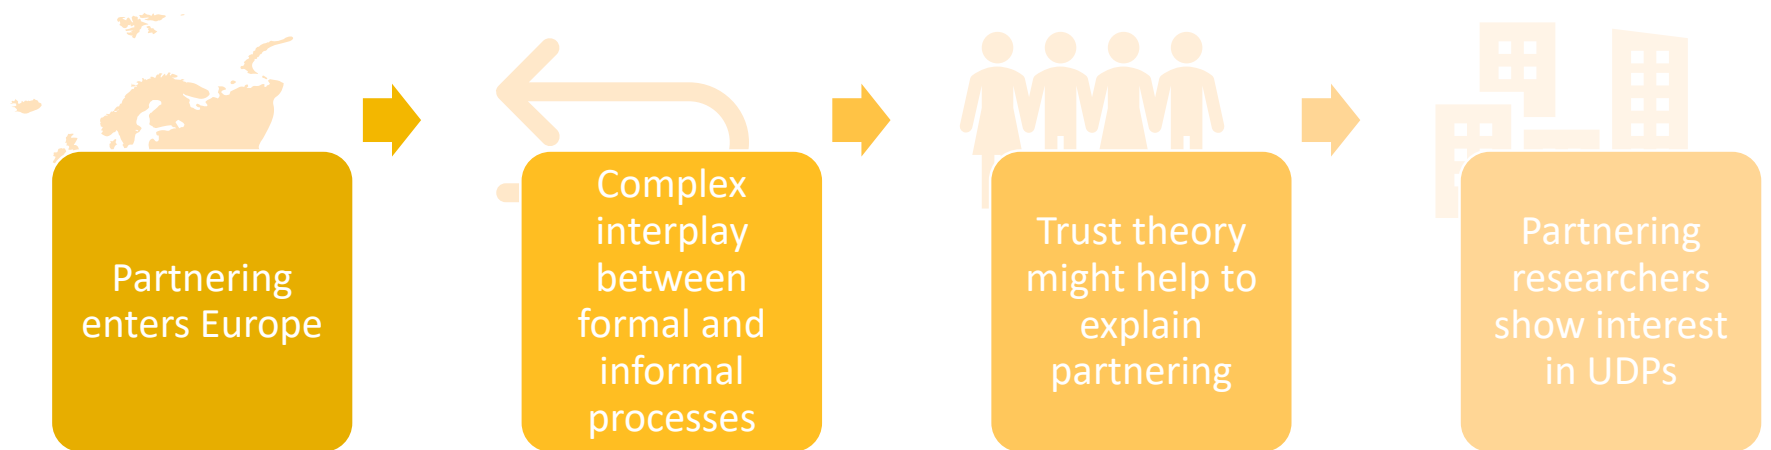 Partnering
enters Europe
Complex
interplay
between
formal and
informal
processes
Trust theory
might help to
explain
partnering
Partnering
researchers
show interest
in UDPs